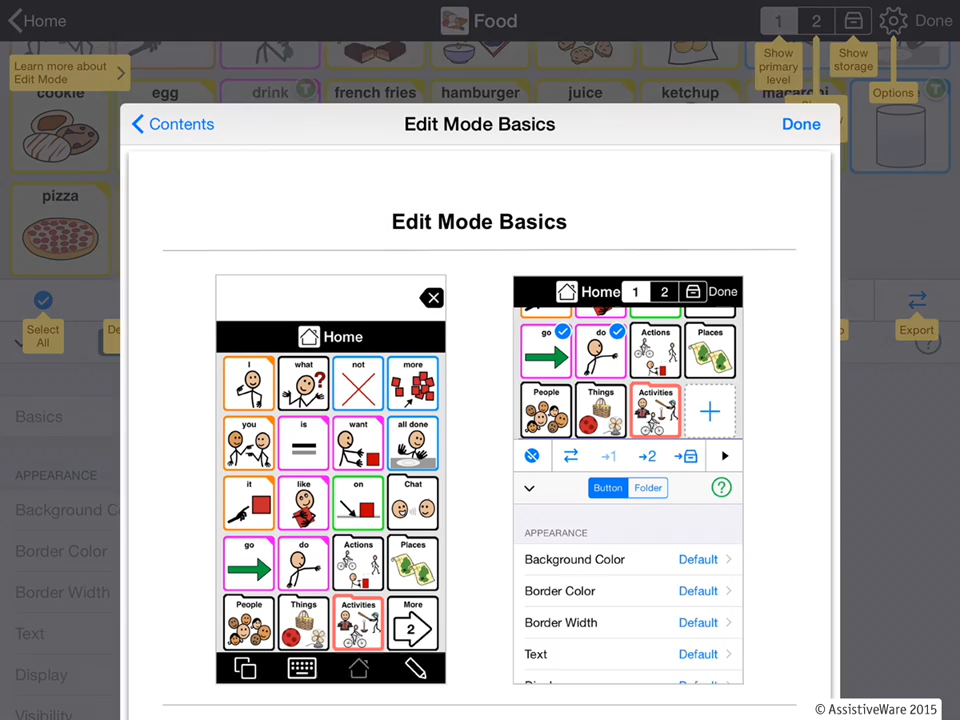 Home
Food
1
2
Done
Learn more about
Edit Mode
Show
primary
level
Show
storage
Options
cookie
egg
drink
french fries
hamburger
juice
ketchup
macaroni
pizza
Contents
Edit Mode Basics
Done
Edit Mode Basics
Home
I
what
not
more
you
is
want
all done
it
like
on
Chat
go
do
Actions
Places
People
Things
Activities
More
2
Home
1
2
Done
go
do
Actions
Places
People
Things
Activities
→1
→2
Button
Folder
?
APPEARANCE
Background Color
Default
Border Color
Default
Border Width
Default
Text
Default
Select
All
Export
Basics
APPEARANCE
Background
Border Color
Border Width
Text
Display
Visibility
© AssistiveWare 2015